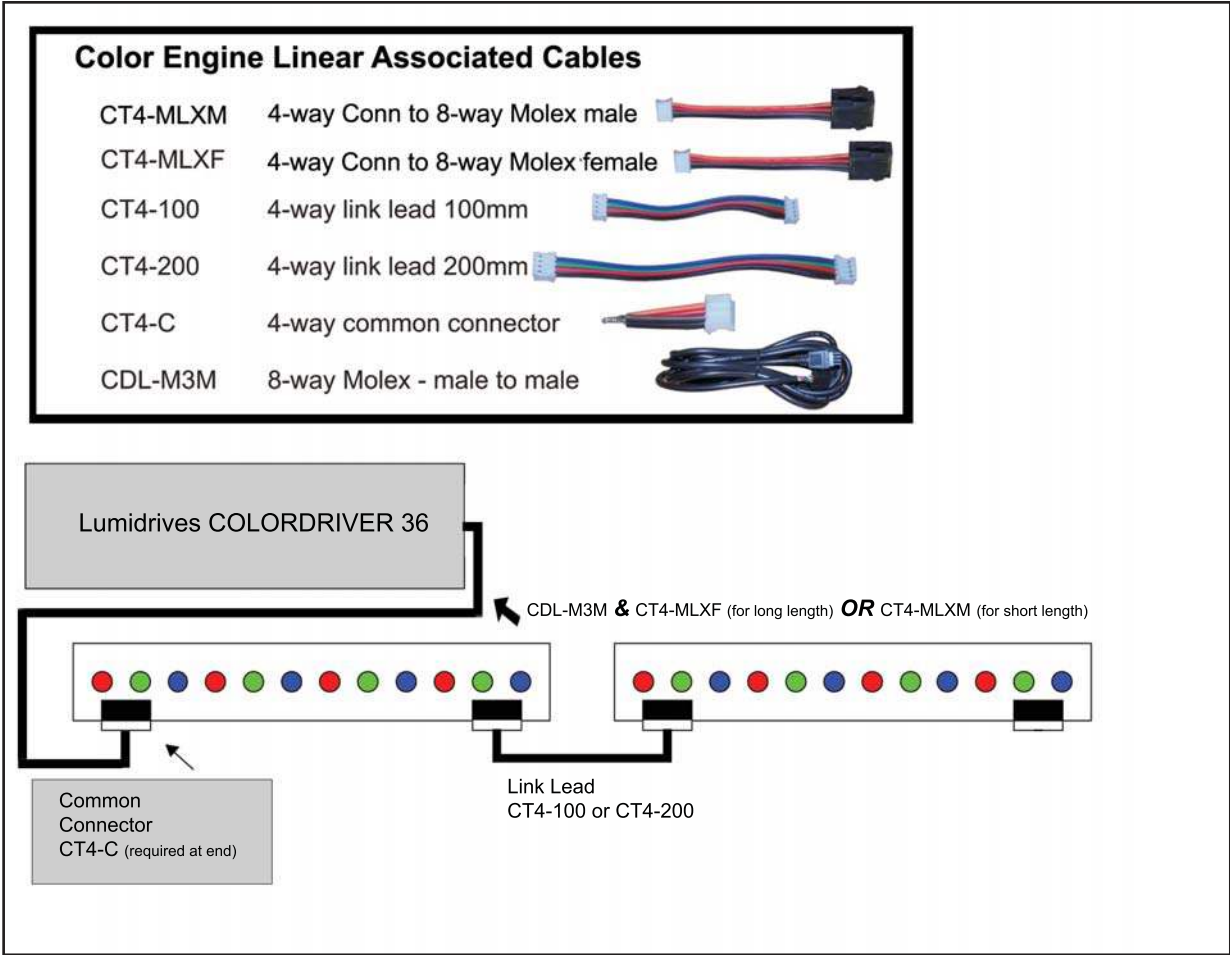 Color Engine Linear Associated Cables
CT4-MLXM 4-way Conn to 8-way Molex male
CT4-MLXF 4-way Conn to 8-way Molex female
CT4-100 4-way link lead 100mm
CT4-200 4-way link lead 200mm
CT4-C 4-way common connector
CDL-M3M 8-way Molex - male to male
Lumidrives COLORDRIVER 36
CDL-M3M & CT4-MLXF (for long length) OR CT4-MLXM (for short length)
Link Lead
CT4-100 or CT4-200
Common
Connector
CT4-C (required at end)